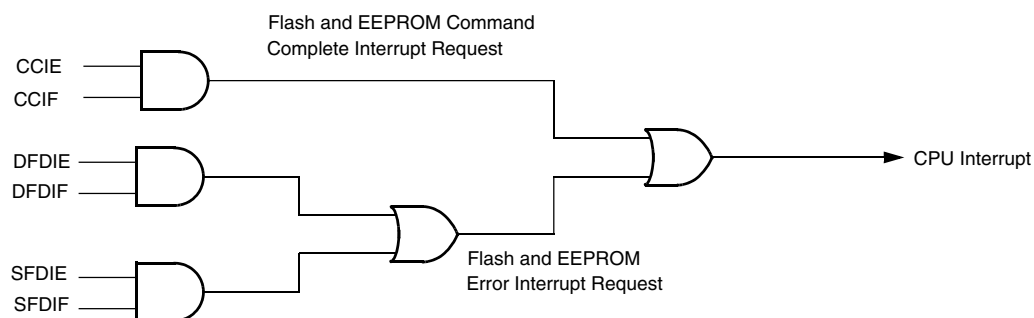 Flash and EEPROM Command
Complete Interrupt Request
CCIE
CCIF
DFDIE
DFDIF
CPU Interrupt
Flash and EEPROM
Error Interrupt Request
SFDIE
SFDIF